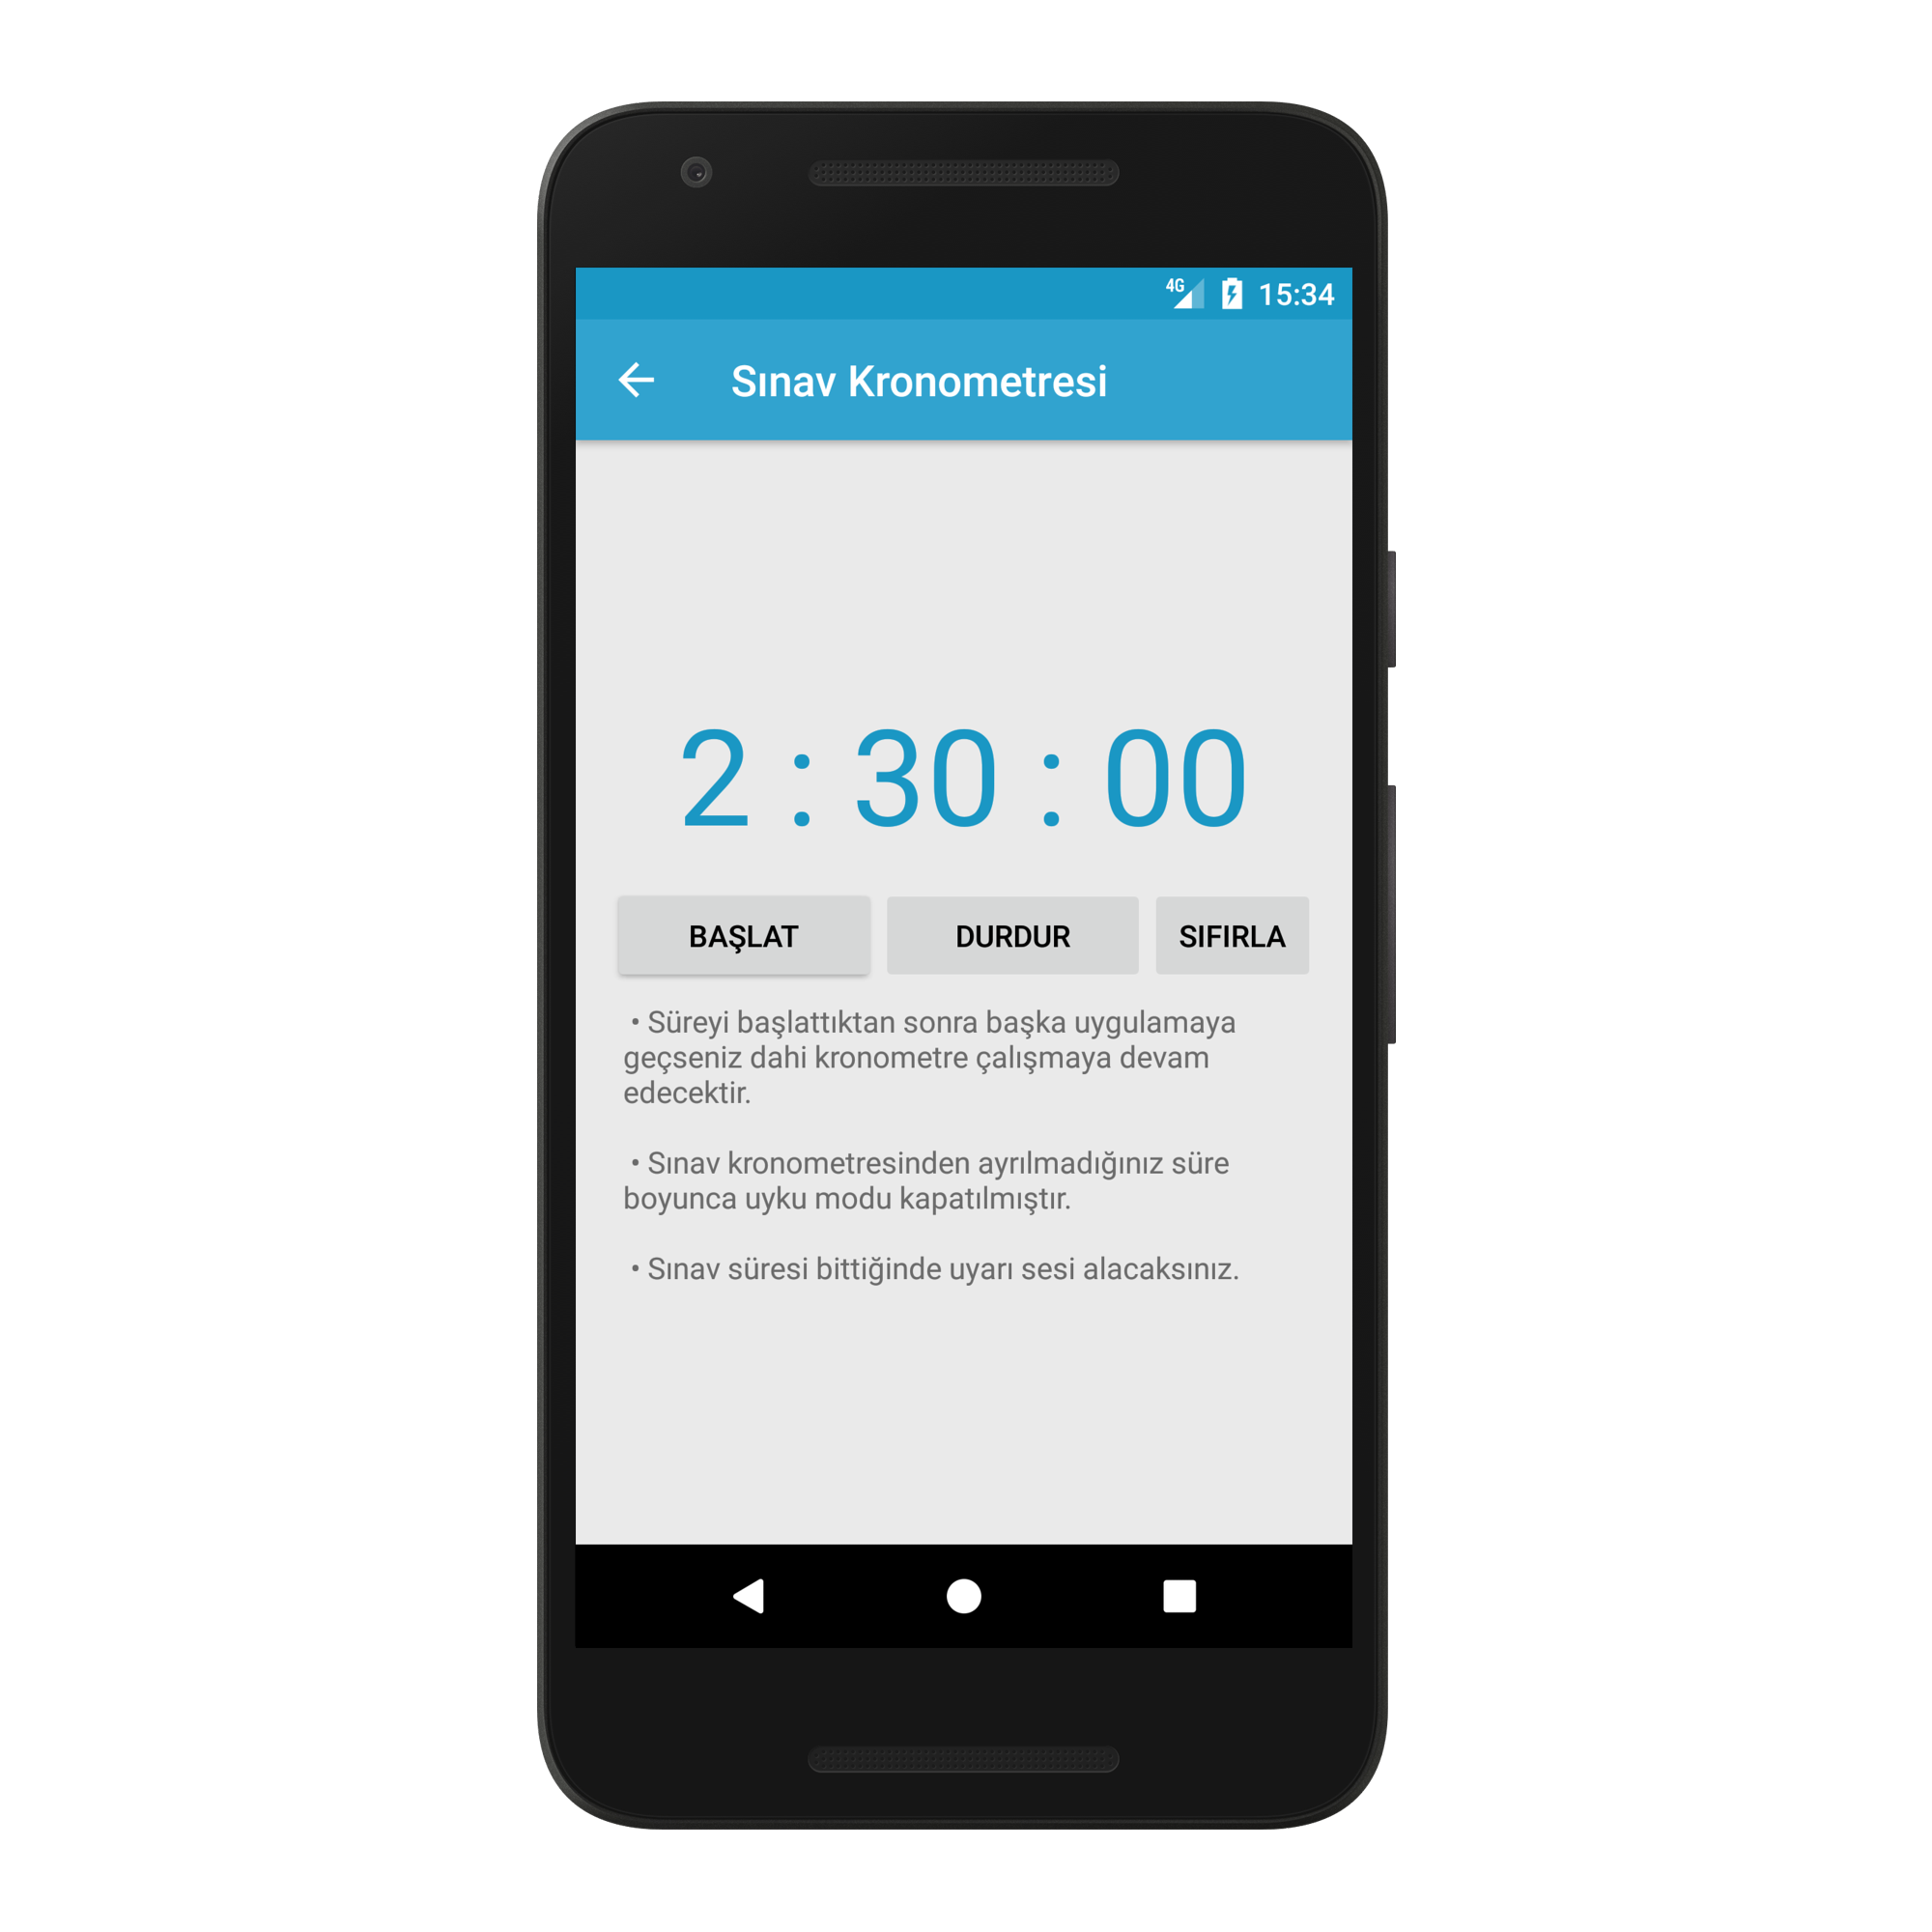 4G 15:34
Sınav Kronometresi
2 : 30 : 00
BAŞLAT DURDUR SIFIRLA
• Süreyi başlattıktan sonra başka uygulamaya
geçseniz dahi kronometre çalışmaya devam
edecektir.
• Sınav kronometresinden ayrılmadığınız süre
boyunca uyku modu kapatılmıştır.
• Sınav süresi bittiğinde uyarı sesi alacaksınız.